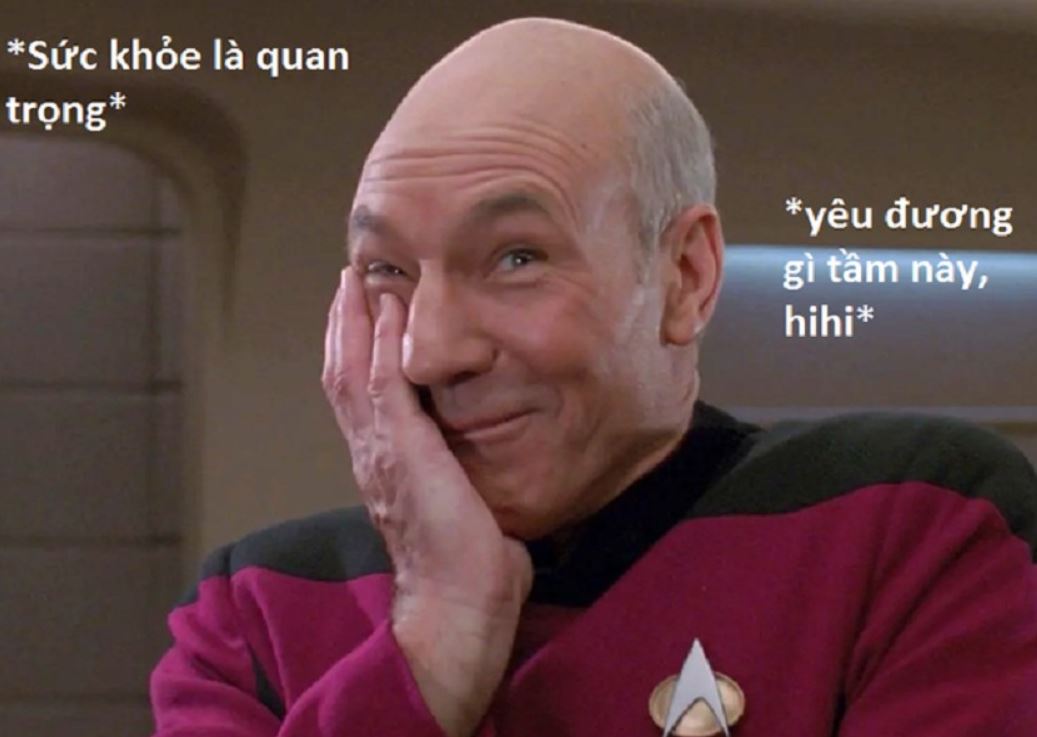 *Sức khỏe là quan
trọng*
*yêu đương
gì tầm này,
hihi*